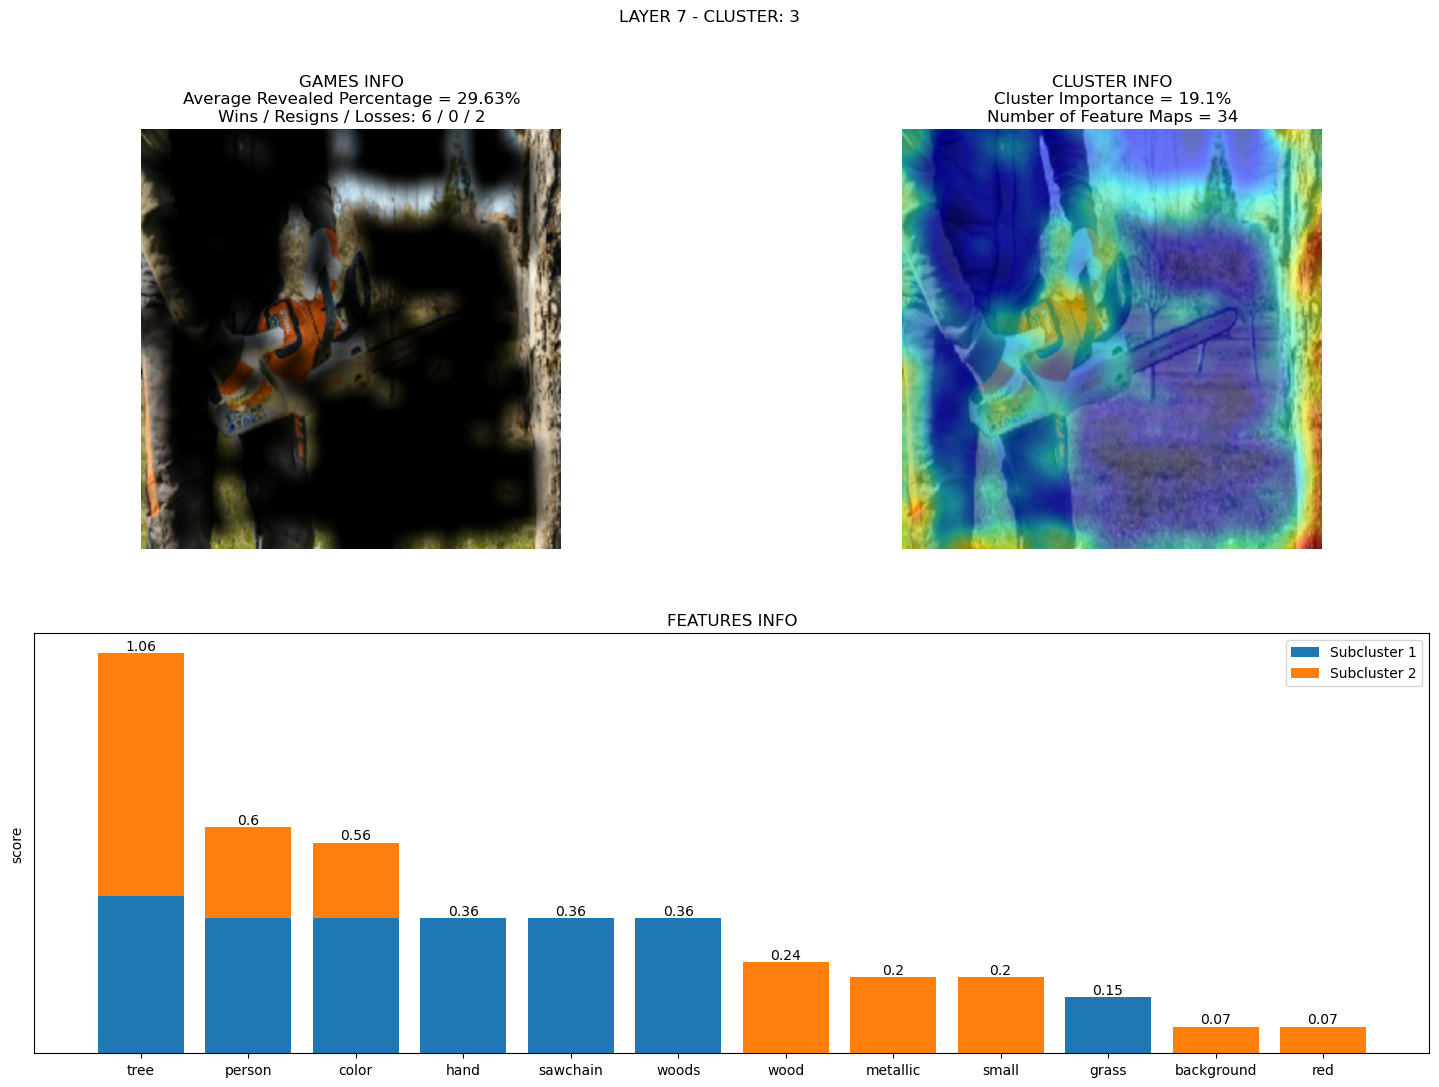 LAYER 7 - CLUSTER: 3
GAMES INFO
Average Revealed Percentage = 29.63%
Wins / Resigns / Losses: 6 / 0 / 2
CLUSTER INFO
Cluster Importance = 19.1%
Number of Feature Maps = 34
FEATURES INFO
Subcluster 1
Subcluster 2
score
1.06
0.6
0.56
0.36
0.36
0.36
0.24
0.2
0.2
0.15
0.07
0.07
tree person color hand sawchain woods wood metallic small grass background red